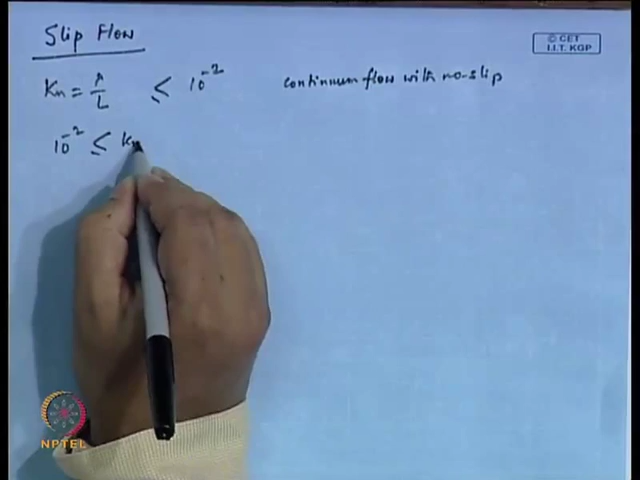 Slip Flow
© CET
I.I.T. KGP
Kn = λ/L ≤ 10⁻² continuum flow with no-slip
10⁻² ≤ Kn
NPTEL